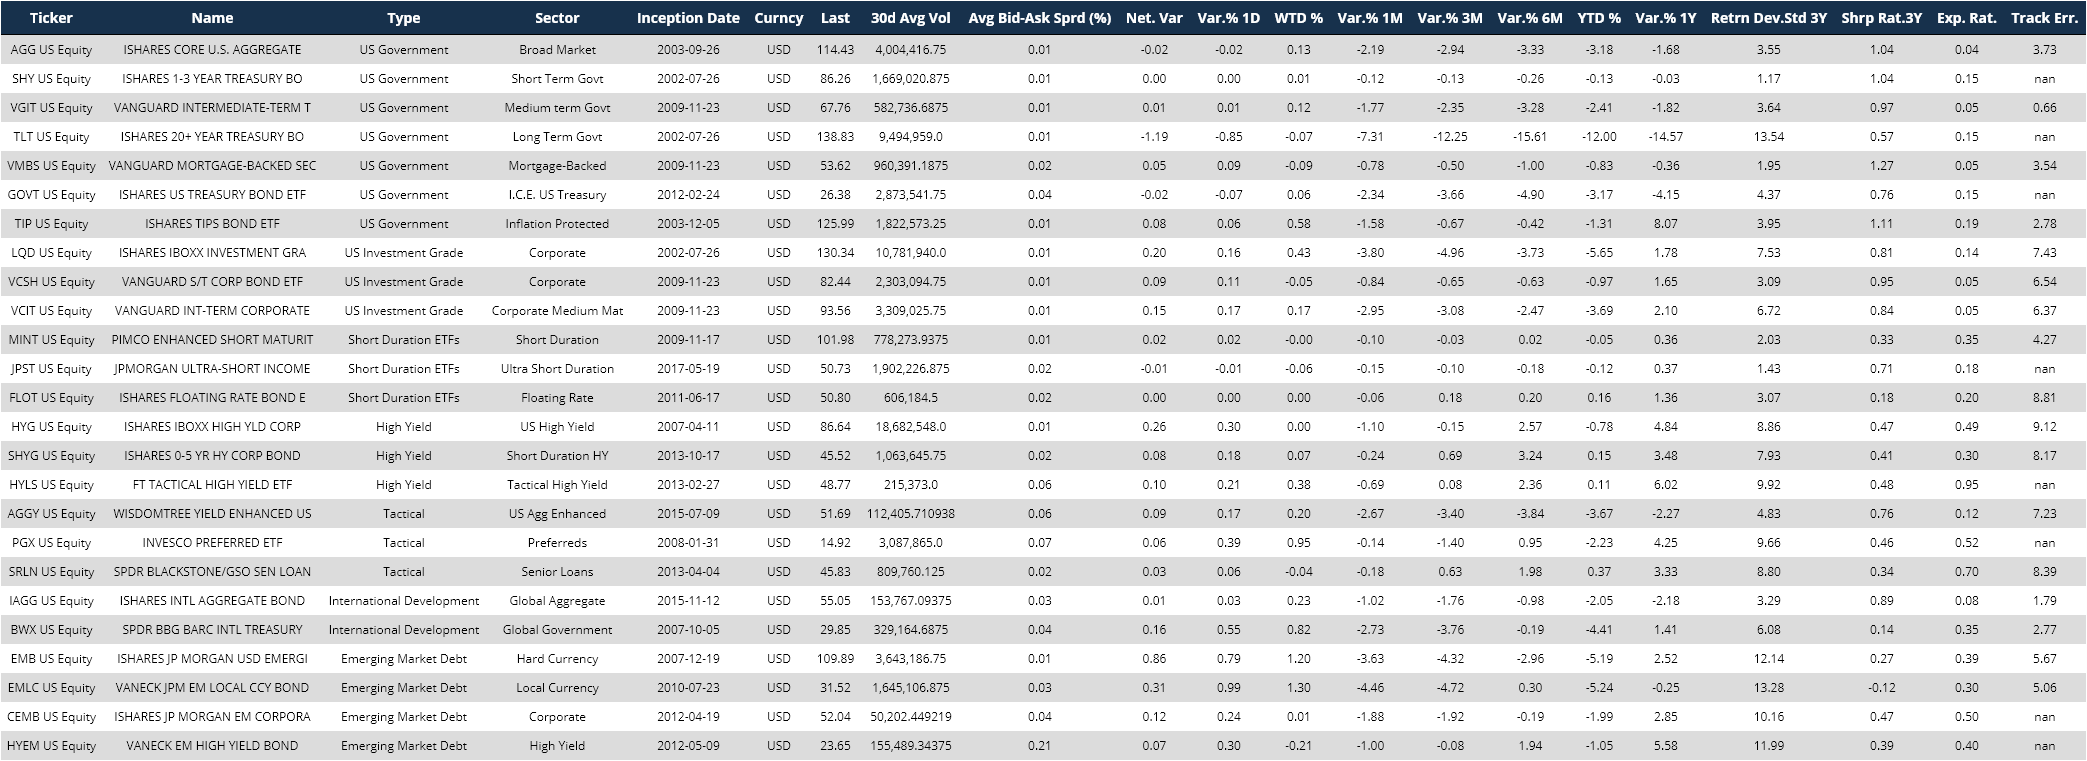 Ticker Name Type Sector Inception Date Curncy Last 30d Avg Vol Avg Bid-Ask Sprd (%) Net. Var Var.% 1D WTD % Var.% 1M Var.% 3M Var.% 6M YTD % Var.% 1Y Retrn Dev.Std 3Y Shrp Rat.3Y Exp. Rat. Track Err.
AGG US Equity ISHARES CORE U.S. AGGREGATE US Government Broad Market 2003-09-26 USD 114.43 4,004,416.75 0.01 -0.02 -0.02 0.13 -2.19 -2.94 -3.33 -3.18 -1.68 3.55 1.04 0.04 3.73
SHY US Equity ISHARES 1-3 YEAR TREASURY BO US Government Short Term Govt 2002-07-26 USD 86.26 1,669,020.875 0.01 0.00 0.00 0.01 -0.12 -0.13 -0.26 -0.13 -0.03 1.17 1.04 0.15 nan
VGIT US Equity VANGUARD INTERMEDIATE-TERM T US Government Medium term Govt 2009-11-23 USD 67.76 582,736.6875 0.01 0.01 0.01 0.12 -1.77 -2.35 -3.28 -2.41 -1.82 3.64 0.97 0.05 0.66
TLT US Equity ISHARES 20+ YEAR TREASURY BO US Government Long Term Govt 2002-07-26 USD 138.83 9,494,959.0 0.01 -1.19 -0.85 -0.07 -7.31 -12.25 -15.61 -12.00 -14.57 13.54 0.57 0.15 nan
VMBS US Equity VANGUARD MORTGAGE-BACKED SEC US Government Mortgage-Backed 2009-11-23 USD 53.62 960,391.1875 0.02 0.05 0.09 -0.09 -0.78 -0.50 -1.00 -0.83 -0.36 1.95 1.27 0.05 3.54
GOVT US Equity ISHARES US TREASURY BOND ETF US Government I.C.E. US Treasury 2012-02-24 USD 26.38 2,873,541.75 0.04 -0.02 -0.07 0.06 -2.34 -3.66 -4.90 -3.17 -4.15 4.37 0.76 0.15 nan
TIP US Equity ISHARES TIPS BOND ETF US Government Inflation Protected 2003-12-05 USD 125.99 1,822,573.25 0.01 0.08 0.06 0.58 -1.58 -0.67 -0.42 -1.31 8.07 3.95 1.11 0.19 2.78
LQD US Equity ISHARES IBOXX INVESTMENT GRA US Investment Grade Corporate 2002-07-26 USD 130.34 10,781,940.0 0.01 0.20 0.16 0.43 -3.80 -4.96 -3.73 -5.65 1.78 7.53 0.81 0.14 7.43
VCSH US Equity VANGUARD S/T CORP BOND ETF US Investment Grade Corporate 2009-11-23 USD 82.44 2,303,094.75 0.01 0.09 0.11 -0.05 -0.84 -0.65 -0.63 -0.97 1.65 3.09 0.95 0.05 6.54
VCIT US Equity VANGUARD INT-TERM CORPORATE US Investment Grade Corporate Medium Mat 2009-11-23 USD 93.56 3,309,025.75 0.01 0.15 0.17 0.17 -2.95 -3.08 -2.47 -3.69 2.10 6.72 0.84 0.05 6.37
MINT US Equity PIMCO ENHANCED SHORT MATURIT Short Duration ETFs Short Duration 2009-11-17 USD 101.98 778,273.9375 0.01 0.02 0.02 -0.00 -0.10 -0.03 0.02 -0.05 0.36 2.03 0.33 0.35 4.27
JPST US Equity JPMORGAN ULTRA-SHORT INCOME Short Duration ETFs Ultra Short Duration 2017-05-19 USD 50.73 1,902,226.875 0.02 -0.01 -0.01 -0.06 -0.15 -0.10 -0.18 -0.12 0.37 1.43 0.71 0.18 nan
FLOT US Equity ISHARES FLOATING RATE BOND E Short Duration ETFs Floating Rate 2011-06-17 USD 50.80 606,184.5 0.02 0.00 0.00 0.00 -0.06 0.18 0.20 0.16 1.36 3.07 0.18 0.20 8.81
HYG US Equity ISHARES IBOXX HIGH YLD CORP High Yield US High Yield 2007-04-11 USD 86.64 18,682,548.0 0.01 0.26 0.30 0.00 -1.10 -0.15 2.57 -0.78 4.84 8.86 0.47 0.49 9.12
SHYG US Equity ISHARES 0-5 YR HY CORP BOND High Yield Short Duration HY 2013-10-17 USD 45.52 1,063,645.75 0.02 0.08 0.18 0.07 -0.24 0.69 3.24 0.15 3.48 7.93 0.41 0.30 8.17
HYLS US Equity FT TACTICAL HIGH YIELD ETF High Yield Tactical High Yield 2013-02-27 USD 48.77 215,373.0 0.06 0.10 0.21 0.38 -0.69 0.08 2.36 0.11 6.02 9.92 0.48 0.95 nan
AGGY US Equity WISDOMTREE YIELD ENHANCED US Tactical US Agg Enhanced 2015-07-09 USD 51.69 112,405.710938 0.06 0.09 0.17 0.20 -2.67 -3.40 -3.84 -3.67 -2.27 4.83 0.76 0.12 7.23
PGX US Equity INVESCO PREFERRED ETF Tactical Preferreds 2008-01-31 USD 14.92 3,087,865.0 0.07 0.06 0.39 0.95 -0.14 -1.40 0.95 -2.23 4.25 9.66 0.46 0.52 nan
SRLN US Equity SPDR BLACKSTONE/GSO SEN LOAN Tactical Senior Loans 2013-04-04 USD 45.83 809,760.125 0.02 0.03 0.06 -0.04 -0.18 0.63 1.98 0.37 3.33 8.80 0.34 0.70 8.39
IAGG US Equity ISHARES INTL AGGREGATE BOND International Development Global Aggregate 2015-11-12 USD 55.05 153,767.09375 0.03 0.01 0.03 0.23 -1.02 -1.76 -0.98 -2.05 -2.18 3.29 0.89 0.08 1.79
BWX US Equity SPDR BBG BARC INTL TREASURY International Development Global Government 2007-10-05 USD 29.85 329,164.6875 0.04 0.16 0.55 0.82 -2.73 -3.76 -0.19 -4.41 1.41 6.08 0.14 0.35 2.77
EMB US Equity ISHARES JP MORGAN USD EMERGI Emerging Market Debt Hard Currency 2007-12-19 USD 109.89 3,643,186.75 0.01 0.86 0.79 1.20 -3.63 -4.32 -2.96 -5.19 2.52 12.14 0.27 0.39 5.67
EMLC US Equity VANECK JPM EM LOCAL CCY BOND Emerging Market Debt Local Currency 2010-07-23 USD 31.52 1,645,106.875 0.03 0.31 0.99 1.30 -4.46 -4.72 0.30 -5.24 -0.25 13.28 -0.12 0.30 5.06
CEMB US Equity ISHARES JP MORGAN EM CORPORA Emerging Market Debt Corporate 2012-04-19 USD 52.04 50,202.449219 0.04 0.12 0.24 0.01 -1.88 -1.92 -0.19 -1.99 2.85 10.16 0.47 0.50 nan
HYEM US Equity VANECK EM HIGH YIELD BOND Emerging Market Debt High Yield 2012-05-09 USD 23.65 155,489.34375 0.21 0.07 0.30 -0.21 -1.00 -0.08 1.94 -1.05 5.58 11.99 0.39 0.40 nan